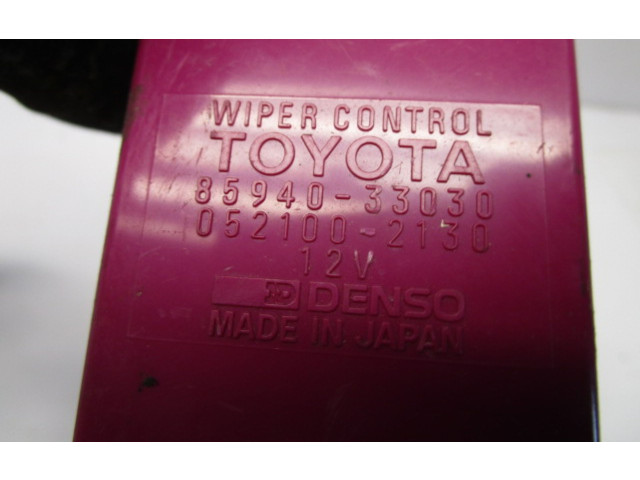 WIPER CONTROL
TOYOTA
85940-33030
052100-2130
12V
DENSO
MADE IN JAPAN